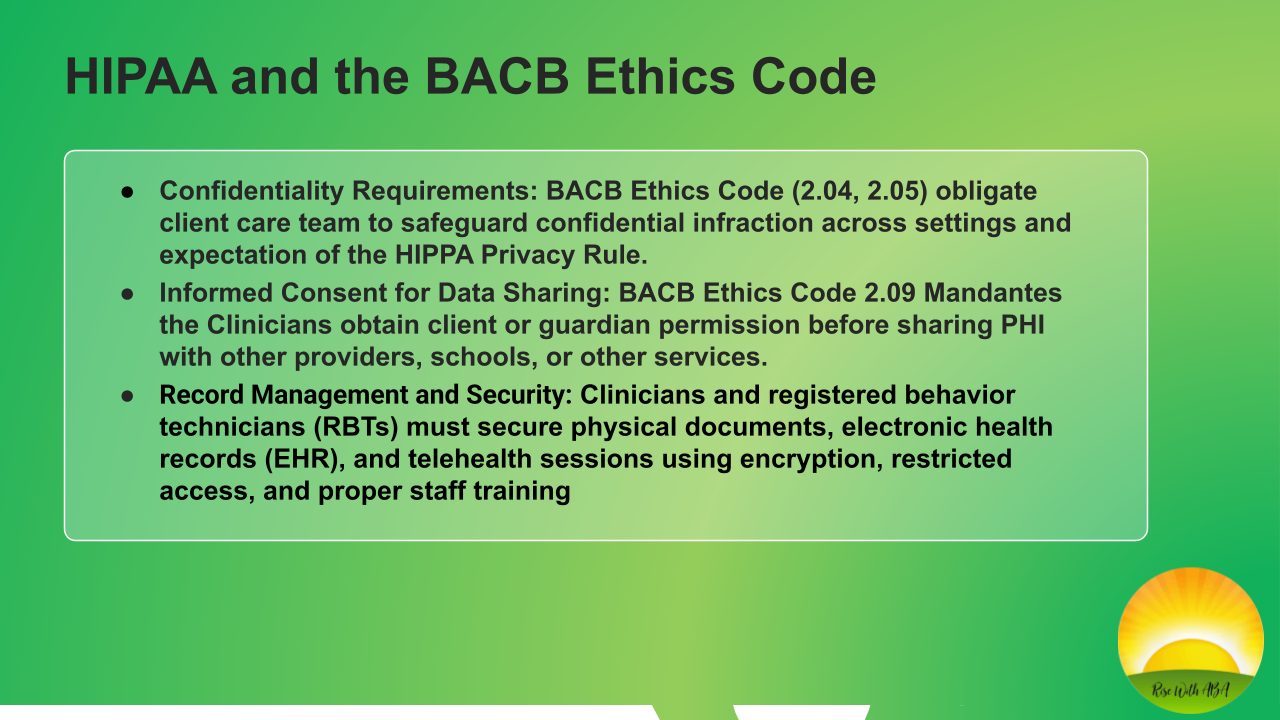 HIPAA and the BACB Ethics Code
● Confidentiality Requirements: BACB Ethics Code (2.04, 2.05) obligate
client care team to safeguard confidential infraction across settings and
expectation of the HIPPA Privacy Rule.
● Informed Consent for Data Sharing: BACB Ethics Code 2.09 Mandantes
the Clinicians obtain client or guardian permission before sharing PHI
with other providers, schools, or other services.
● Record Management and Security: Clinicians and registered behavior
technicians (RBTs) must secure physical documents, electronic health
records (EHR), and telehealth sessions using encryption, restricted
access, and proper staff training
Rise With ABA